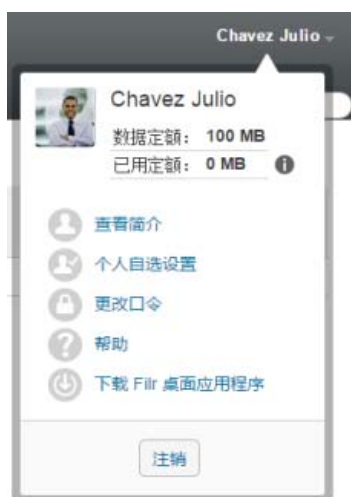 Chavez Julio
Chavez Julio
数据定額： 100 MB
已用定額： 0 MB
查看简介
个人自选设置
更改口令
帮助
下载 Filr 桌面应用程序
注销